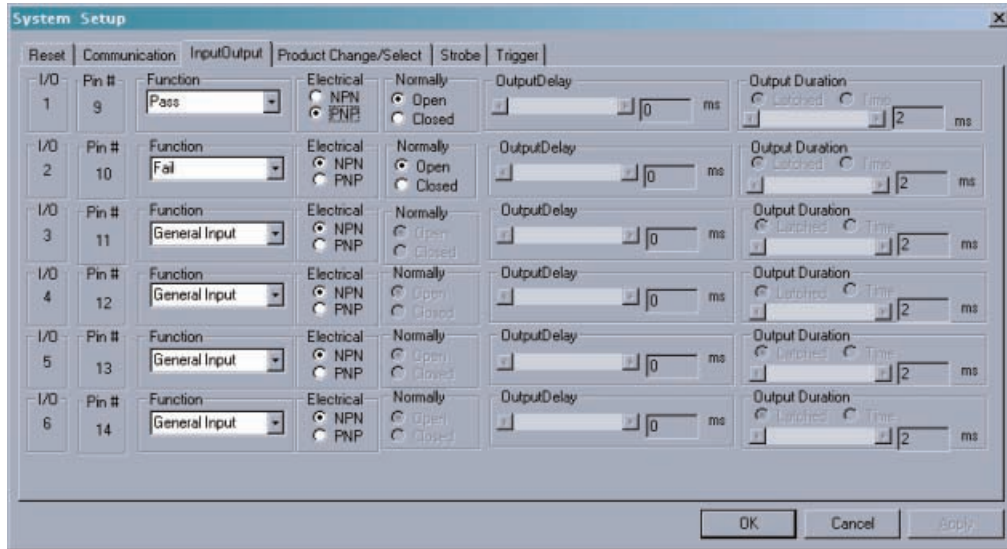 System Setup
Reset Communication InputOutput Product Change/Select Strobe Trigger
I/O Pin # Function Electrical Normally OutputDelay Output Duration
1 9 Pass NPN PNP Open Closed 0 ms Latched Time 2 ms
I/O Pin # Function Electrical Normally OutputDelay Output Duration
2 10 Fail NPN PNP Open Closed 0 ms Latched Time 2 ms
I/O Pin # Function Electrical Normally OutputDelay Output Duration
3 11 General Input NPN PNP Open Closed 0 ms Latched Time 2 ms
I/O Pin # Function Electrical Normally OutputDelay Output Duration
4 12 General Input NPN PNP Open Closed 0 ms Latched Time 2 ms
I/O Pin # Function Electrical Normally OutputDelay Output Duration
5 13 General Input NPN PNP Open Closed 0 ms Latched Time 2 ms
I/O Pin # Function Electrical Normally OutputDelay Output Duration
6 14 General Input NPN PNP Open Closed 0 ms Latched Time 2 ms
OK Cancel Apply